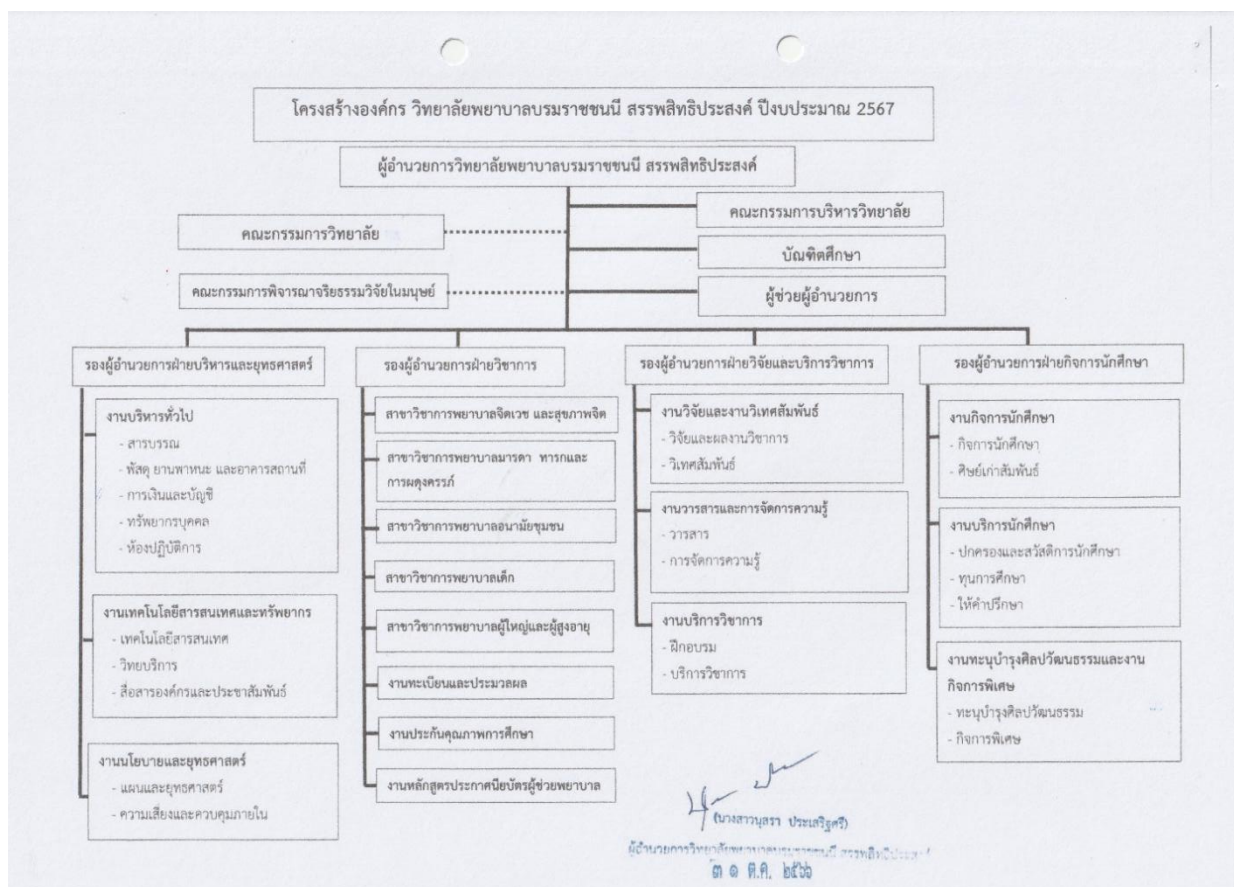 โครงสร้างองค์กร วิทยาลัยพยาบาลบรมราชชนนี สรรพสิทธิประสงค์ ปีงบประมาณ 2567
ผู้อำนวยการวิทยาลัยพยาบาลบรมราชชนนี สรรพสิทธิประสงค์
คณะกรรมการบริหารวิทยาลัย
คณะกรรมการวิทยาลัย
บัณฑิตศึกษา
คณะกรรมการพิจารณาจริยธรรมวิจัยในมนุษย์
ผู้ช่วยผู้อำนวยการ
รองผู้อำนวยการฝ่ายบริหารและยุทธศาสตร์
งานบริหารทั่วไป
- สารบรรณ
- พัสดุ ยานพาหนะ และอาคารสถานที่
- การเงินและบัญชี
- ทรัพยากรบุคคล
- ห้องปฏิบัติการ
งานเทคโนโลยีสารสนเทศและทรัพยากร
- เทคโนโลยีสารสนเทศ
- วิทยบริการ
- สื่อสารองค์กรและประชาสัมพันธ์
งานนโยบายและยุทธศาสตร์
- แผนและยุทธศาสตร์
- ความเสี่ยงและควบคุมภายใน
รองผู้อำนวยการฝ่ายวิชาการ
สาขาวิชาการพยาบาลจิตเวช และสุขภาพจิต
สาขาวิชาการพยาบาลมารดา ทารกและ
การผดุงครรภ์
สาขาวิชาการพยาบาลอนามัยชุมชน
สาขาวิชาการพยาบาลเด็ก
สาขาวิชาการพยาบาลผู้ใหญ่และผู้สูงอายุ
งานทะเบียนและประมวลผล
งานประกันคุณภาพการศึกษา
งานหลักสูตรประกาศนียบัตรผู้ช่วยพยาบาล
รองผู้อำนวยการฝ่ายวิจัยและบริการวิชาการ
งานวิจัยและงานวิเทศสัมพันธ์
- วิจัยและผลงานวิชาการ
- วิเทศสัมพันธ์
งานวารสารและการจัดการความรู้
- วารสาร
- การจัดการความรู้
งานบริการวิชาการ
- ฝึกอบรม
- บริการวิชาการ
รองผู้อำนวยการฝ่ายกิจการนักศึกษา
งานกิจการนักศึกษา
- กิจการนักศึกษา
- ศิษย์เก่าสัมพันธ์
งานบริการนักศึกษา
- ปกครองและสวัสดิการนักศึกษา
- ทุนการศึกษา
- ให้คำปรึกษา
งานทะนุบำรุงศิลปวัฒนธรรมและงาน
กิจการพิเศษ
- ทะนุบำรุงศิลปวัฒนธรรม
- กิจการพิเศษ
(นางสาวนุสรา ประเสริฐศรี)
ผู้อำนวยการวิทยาลัยพยาบาลบรมราชชนนี สรรพสิทธิประสงค์
๓ ๑ ต.ค. ๒๕๖๖